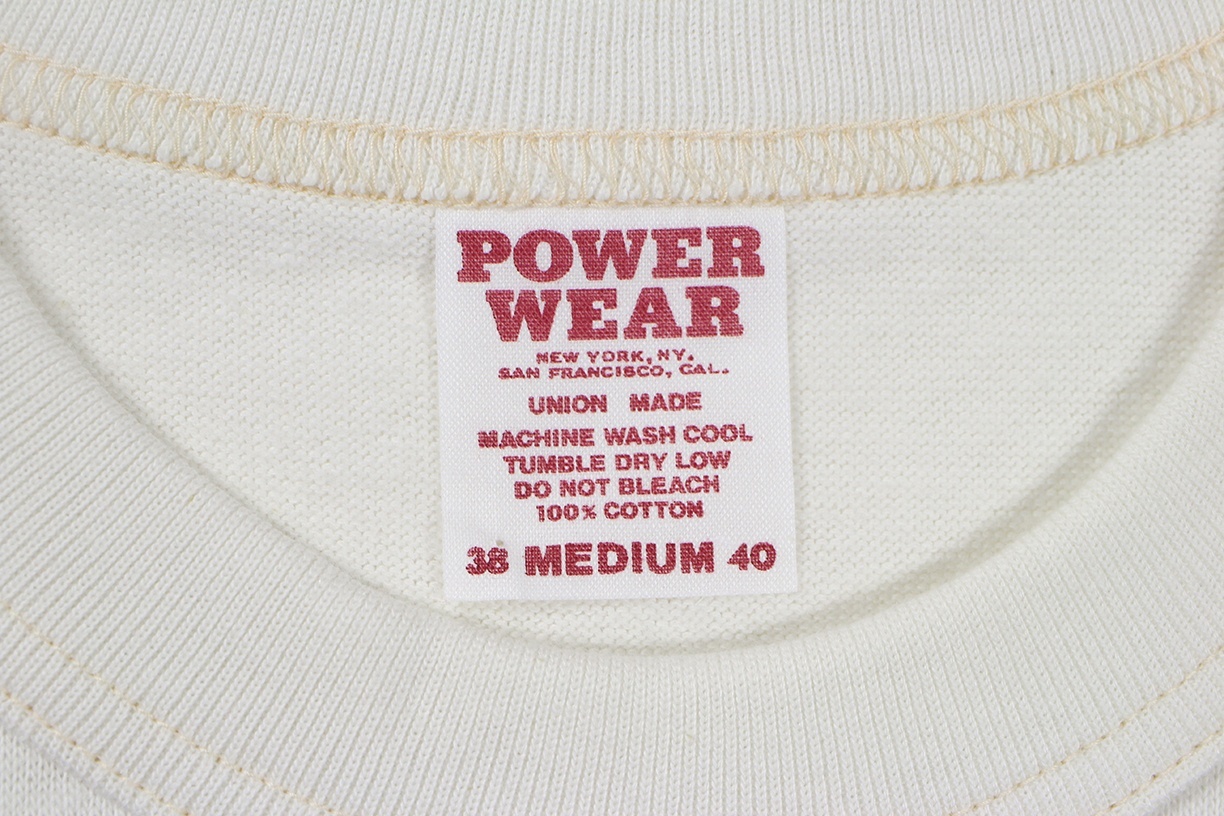 POWER
WEAR
NEW YORK, NY.
SAN FRANCISCO, CAL.
UNION MADE
MACHINE WASH COOL
TUMBLE DRY LOW
DO NOT BLEACH
100% COTTON
38 MEDIUM 40